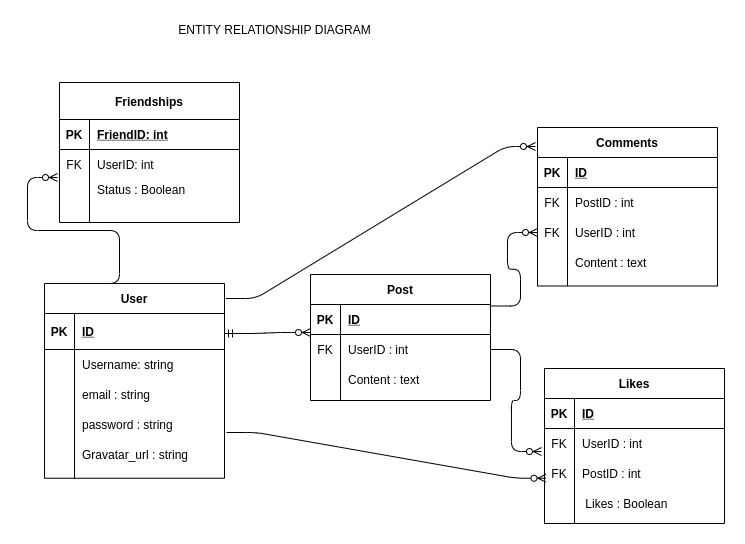 ENTITY RELATIONSHIP DIAGRAM
Friendships
PK FriendID: int
FK UserID: int
Status : Boolean
User
PK ID
Username: string
email : string
password : string
Gravatar_url : string
Post
PK ID
FK UserID : int
Content : text
Comments
PK ID
FK PostID : int
FK UserID : int
Content : text
Likes
PK ID
FK UserID : int
FK PostID : int
Likes : Boolean